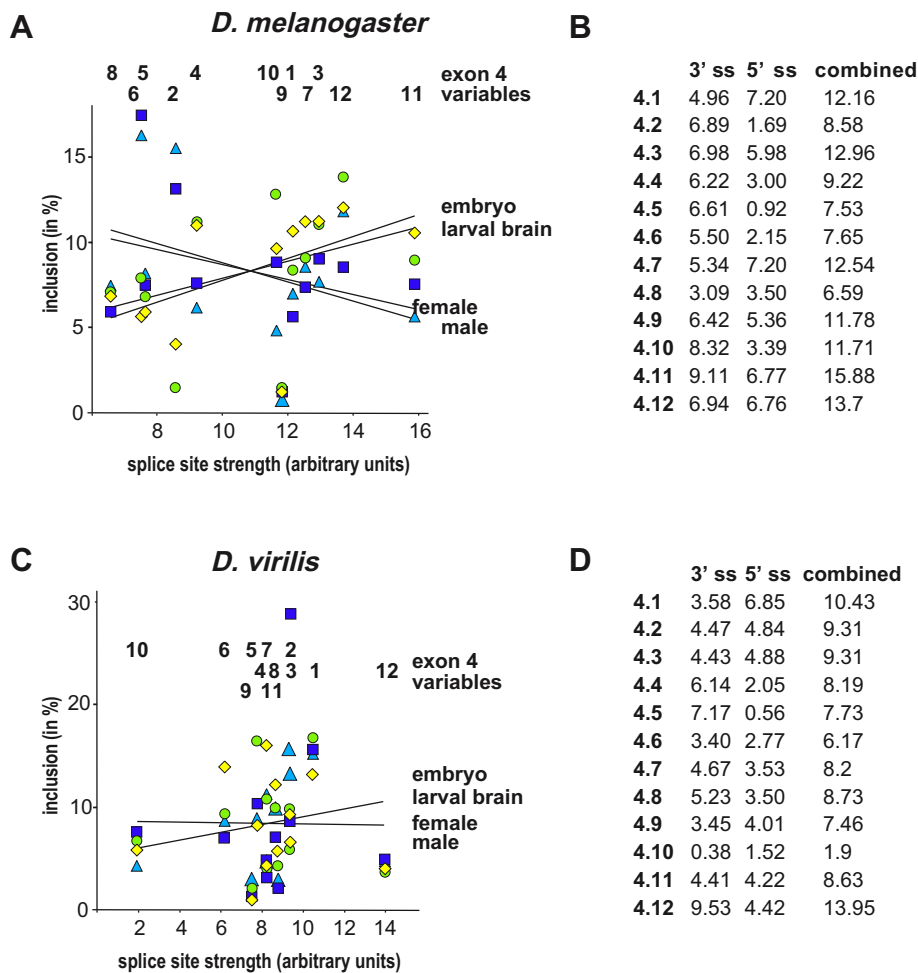 A
D. melanogaster
8 5 4 10 1 3 exon 4
6 2 9 7 12 11 variables
15
10
5
0
inclusion (in %)
embryo
larval brain
female
male
8 10 12 14 16
splice site strength (arbitrary units)
B
3’ ss 5’ ss combined
4.1 4.96 7.20 12.16
4.2 6.89 1.69 8.58
4.3 6.98 5.98 12.96
4.4 6.22 3.00 9.22
4.5 6.61 0.92 7.53
4.6 5.50 2.15 7.65
4.7 5.34 7.20 12.54
4.8 3.09 3.50 6.59
4.9 6.42 5.36 11.78
4.10 8.32 3.39 11.71
4.11 9.11 6.77 15.88
4.12 6.94 6.76 13.7
C
D. virilis
30
20
10
0
inclusion (in %)
10 6 5 7 2
4 8 3 1 12 exon 4
9 11 variables
embryo
larval brain
female
male
2 4 6 8 10 12 14
splice site strength (arbitrary units)
D
3’ ss 5’ ss combined
4.1 3.58 6.85 10.43
4.2 4.47 4.84 9.31
4.3 4.43 4.88 9.31
4.4 6.14 2.05 8.19
4.5 7.17 0.56 7.73
4.6 3.40 2.77 6.17
4.7 4.67 3.53 8.2
4.8 5.23 3.50 8.73
4.9 3.45 4.01 7.46
4.10 0.38 1.52 1.9
4.11 4.41 4.22 8.63
4.12 9.53 4.42 13.95